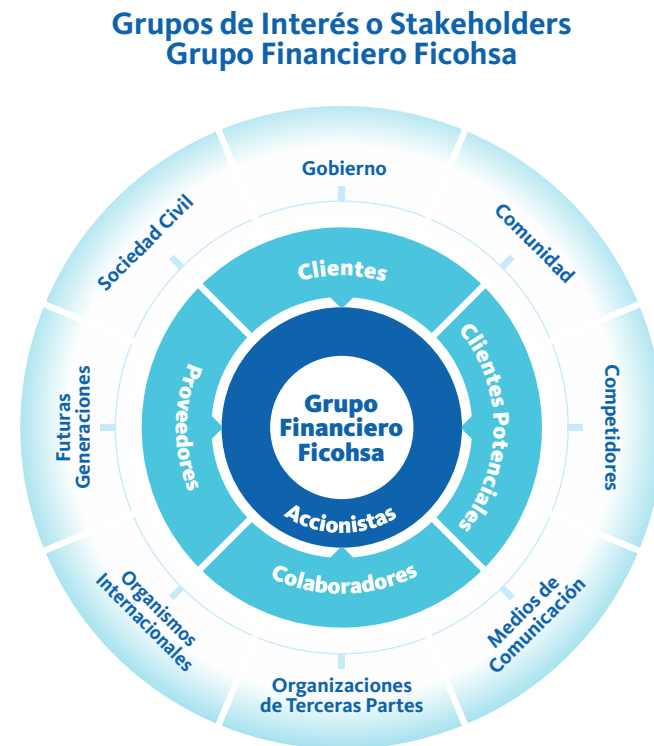 Grupos de Interés o Stakeholders
Grupo Financiero Ficohsa
Gobierno
Sociedad Civil
Comunidad
Clientes
Proveedores
Clientes Potenciales
Futuras
Generaciones
Grupo
Financiero
Ficohsa
Competidores
Accionistas
Colaboradores
Organismos
Internacionales
Medios de
Comunicación
Organizaciones
de Terceras Partes